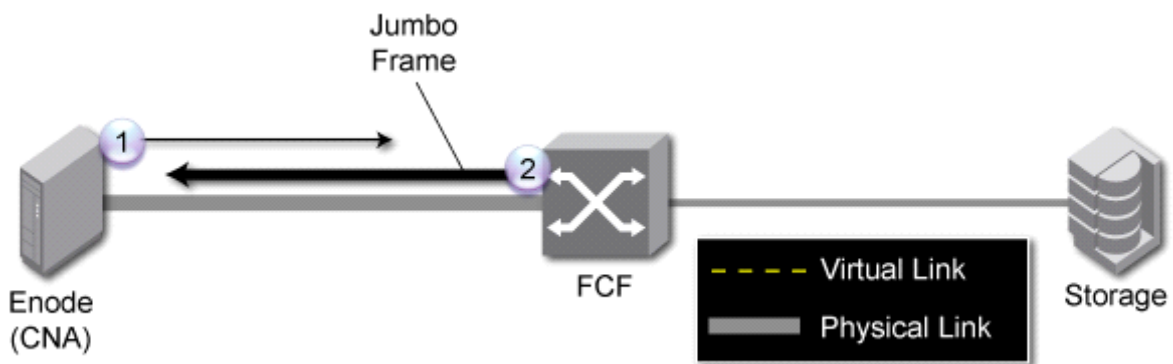 Jumbo
Frame
1
2
Enode
(CNA)
FCF
Virtual Link
Physical Link
Storage